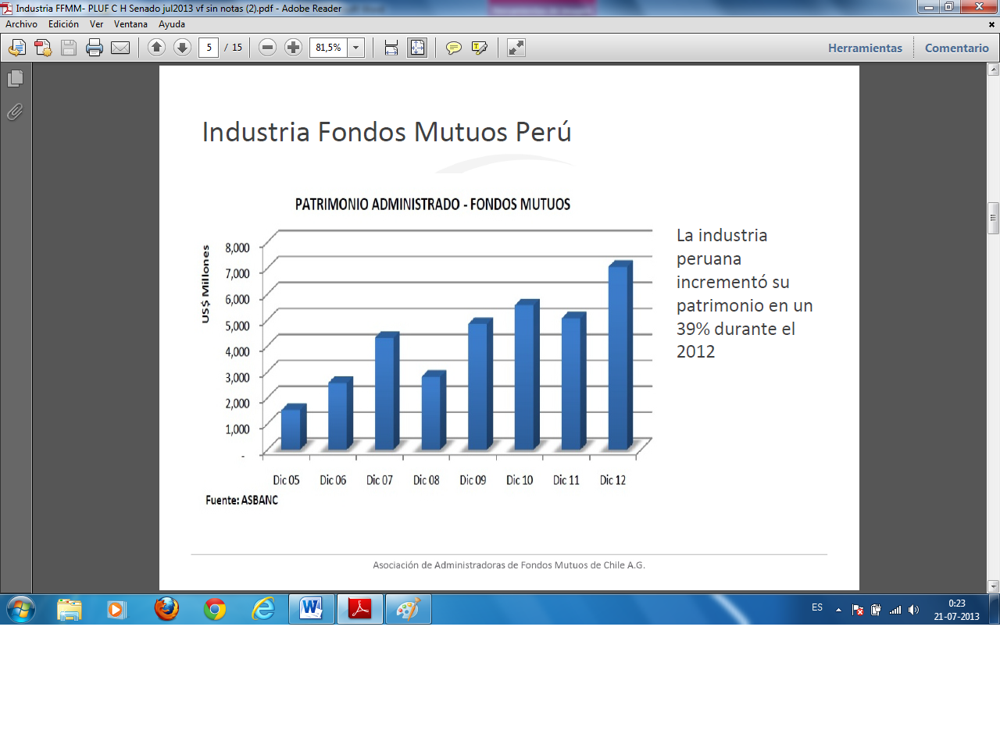 Industria FFMM- PLUF C H Senado jul2013 vf sin notas (2).pdf - Adobe Reader
Archivo Edición Ver Ventana Ayuda
5 / 15 81,5% Herramientas Comentario
Industria Fondos Mutuos Perú
PATRIMONIO ADMINISTRADO - FONDOS MUTUOS
US$ Millones
8,000
7,000
6,000
5,000
4,000
3,000
2,000
1,000
-
Dic 05 Dic 06 Dic 07 Dic 08 Dic 09 Dic 10 Dic 11 Dic 12
Fuente: ASBANC
La industria
peruana
incrementó su
patrimonio en un
39% durante el
2012
Asociación de Administradoras de Fondos Mutuos de Chile A.G.
ES
0:23
21-07-2013